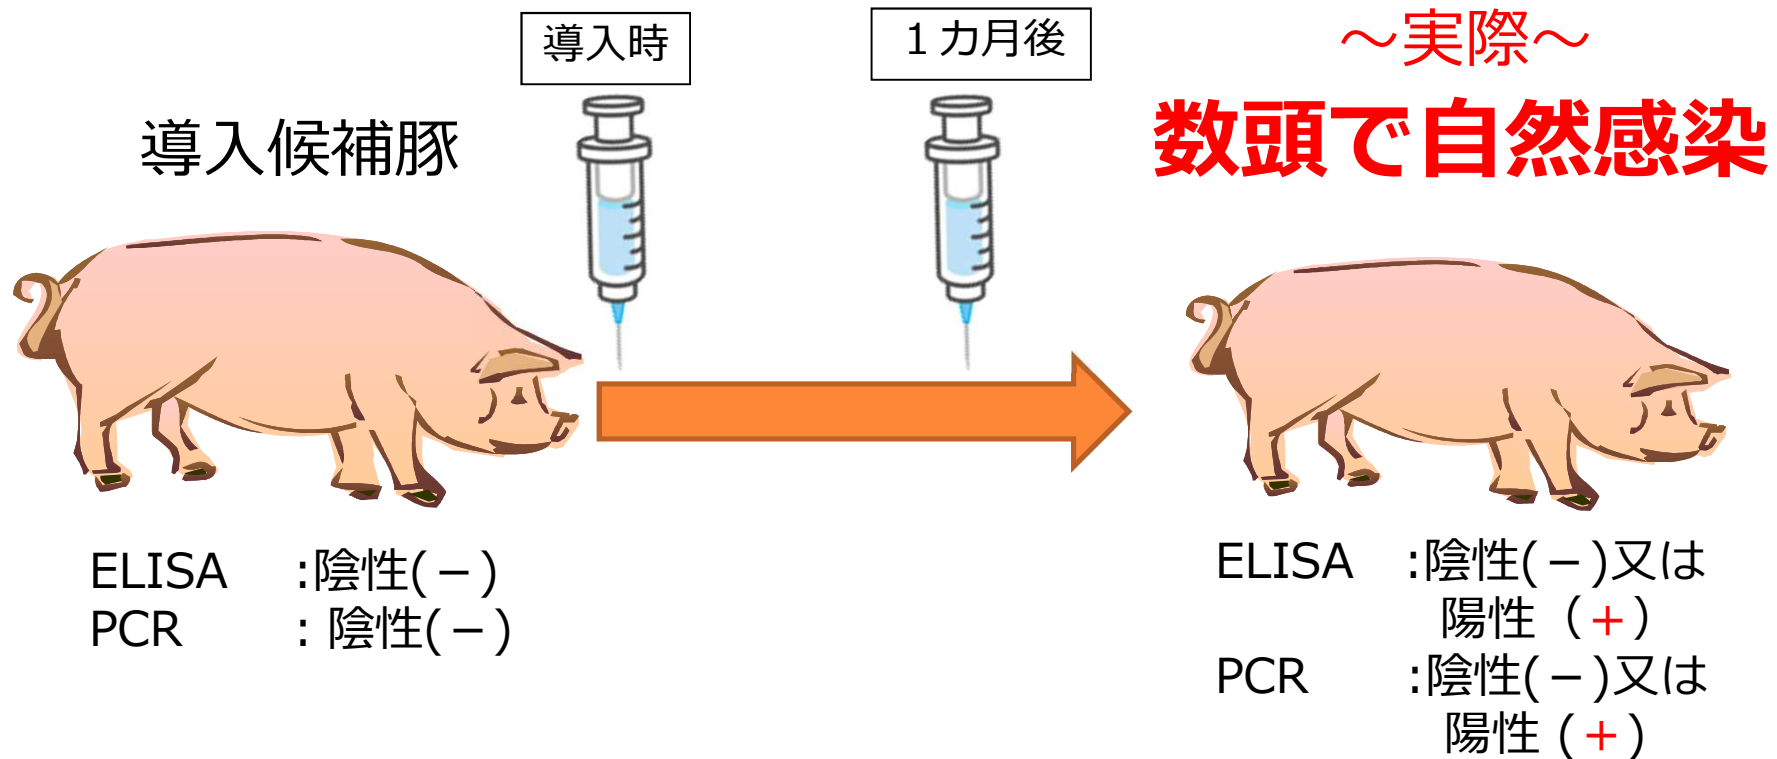 導入時
１カ月後
～実際～
数頭で自然感染
導入候補豚
ELISA :陰性(－)
PCR : 陰性(－)
ELISA :陰性(－)又は
陽性（＋）
PCR :陰性(－)又は
陽性 (＋)